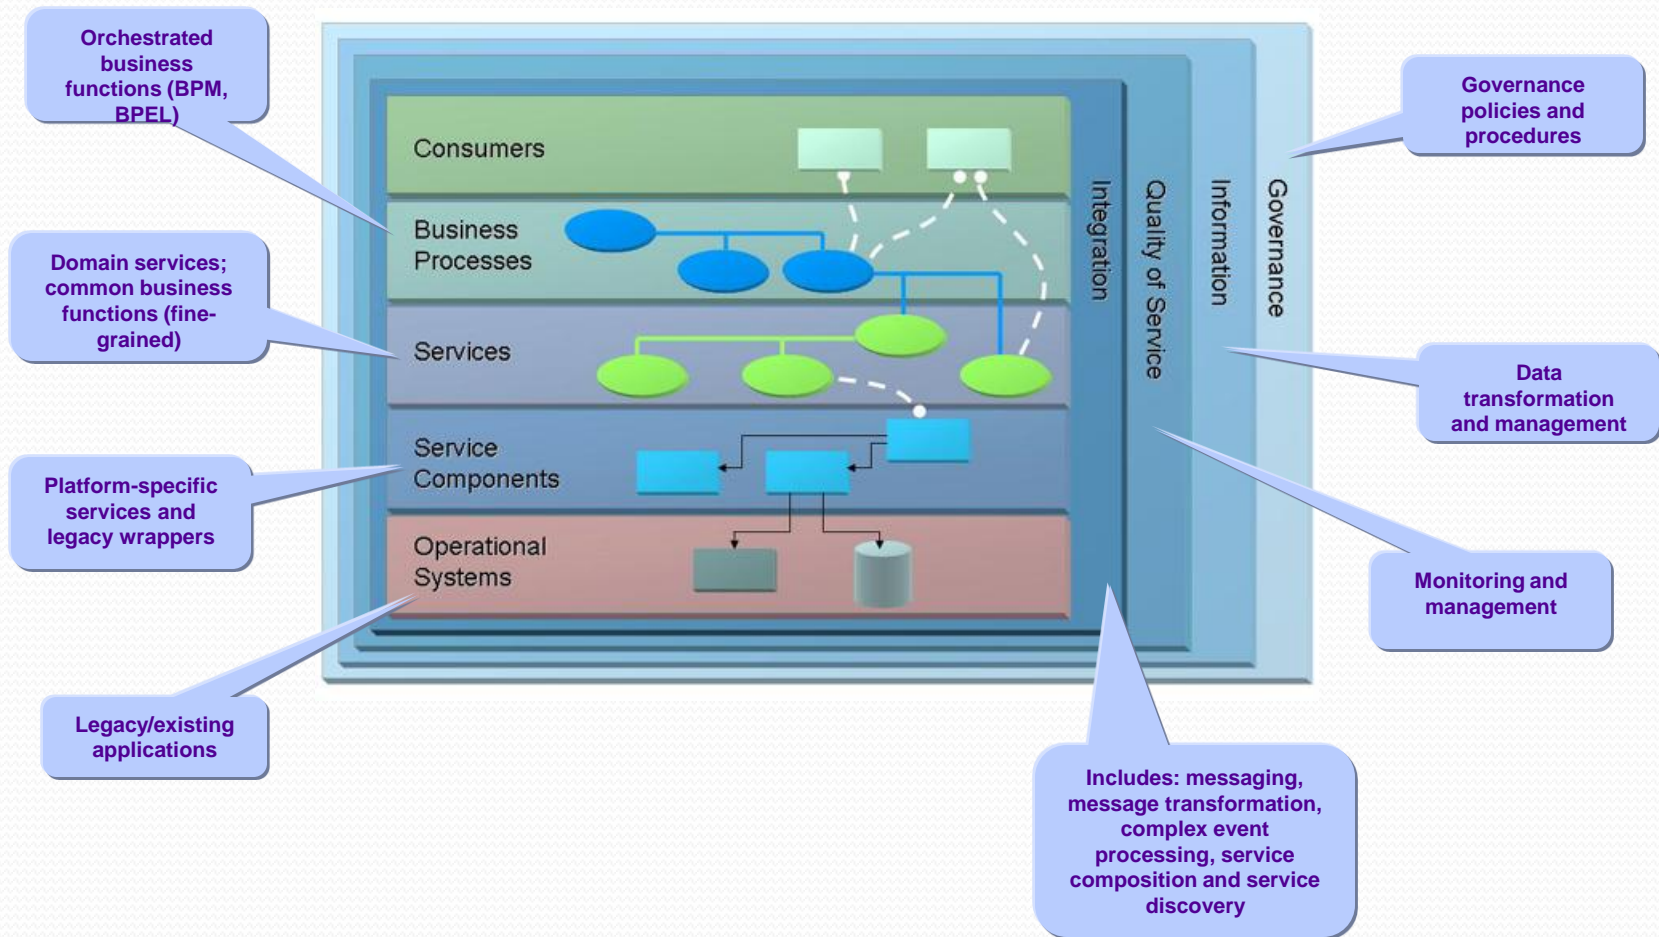 Orchestrated
business
functions (BPM,
BPEL)
Domain services;
common business
functions (fine-
grained)
Platform-specific
services and
legacy wrappers
Legacy/existing
applications
Consumers
Business
Processes
Services
Service
Components
Operational
Systems
Integration
Quality of Service
Information
Governance
Governance
policies and
procedures
Data
transformation
and management
Monitoring and
management
Includes: messaging,
message transformation,
complex event
processing, service
composition and service
discovery